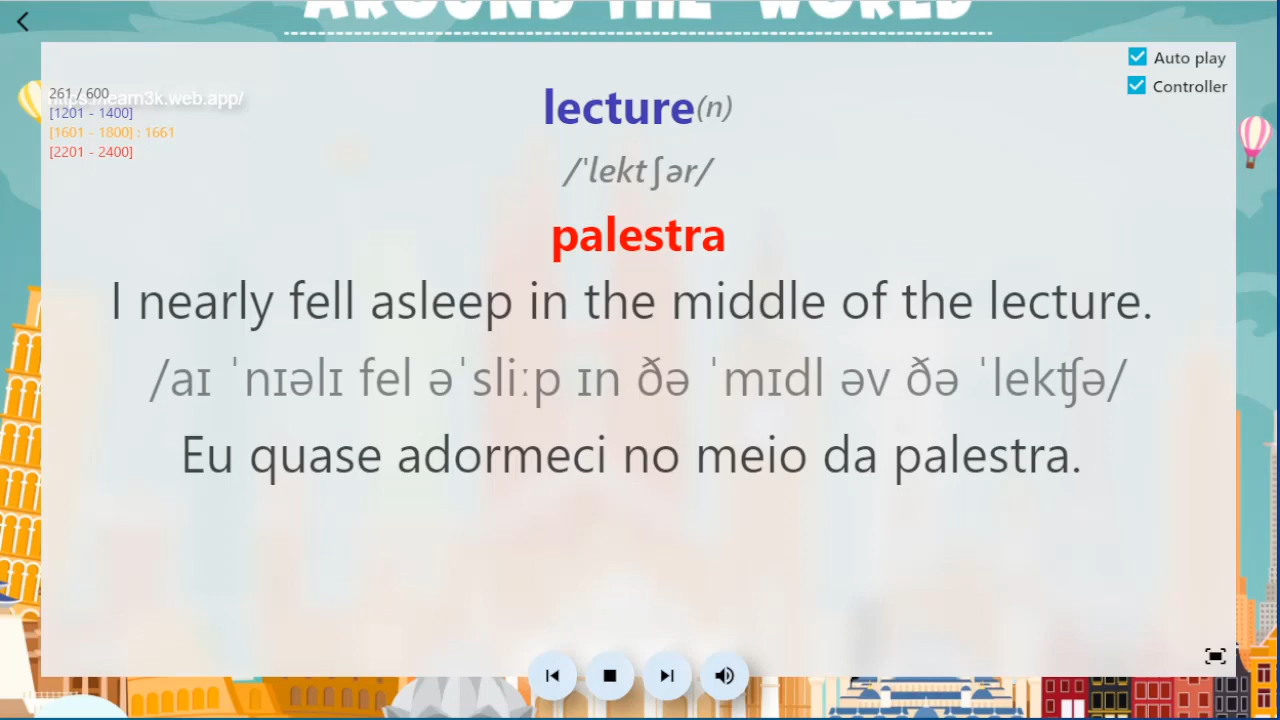 AROUND THE WORLD
Auto play
Controller
261 / 600
https://learn3k.web.app/
[1201 - 1400]
[1601 - 1800] : 1661
[2201 - 2400]
lecture(n)
/ˈlektʃər/
palestra
I nearly fell asleep in the middle of the lecture.
/aɪ ˈnɪəlɪ fel əˈsliːp ɪn ðə ˈmɪdl əv ðə ˈlekʧə/
Eu quase adormeci no meio da palestra.